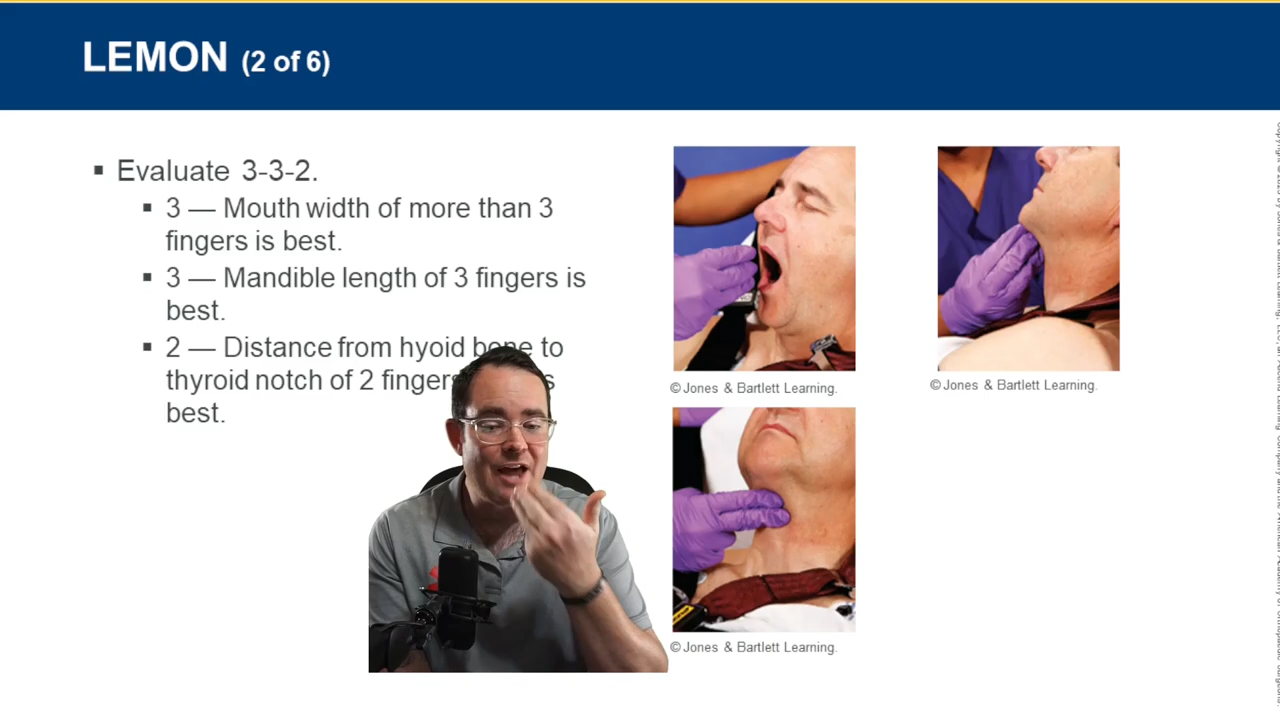 LEMON (2 of 6)
▪ Evaluate 3-3-2.
▪ 3 — Mouth width of more than 3
fingers is best.
▪ 3 — Mandible length of 3 fingers is
best.
▪ 2 — Distance from hyoid bone to
thyroid notch of 2 fingers
best.
© Jones & Bartlett Learning.
© Jones & Bartlett Learning.
© Jones & Bartlett Learning.